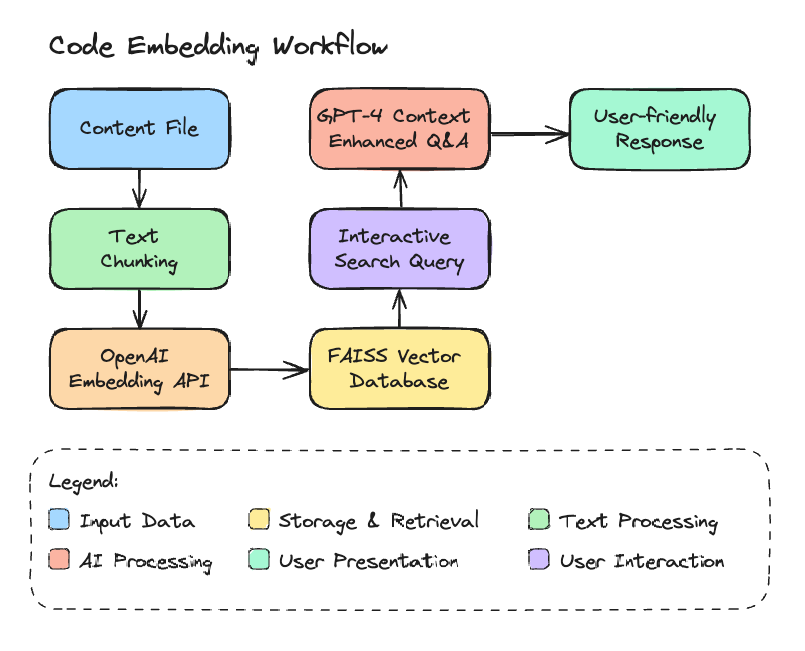 Code Embedding Workflow
Content File
Text
Chunking
OpenAI
Embedding API
FAISS Vector
Database
Interactive
Search Query
GPT-4 Context
Enhanced Q&A
User-friendly
Response
Legend:
Input Data
Storage & Retrieval
Text Processing
AI Processing
User Presentation
User Interaction